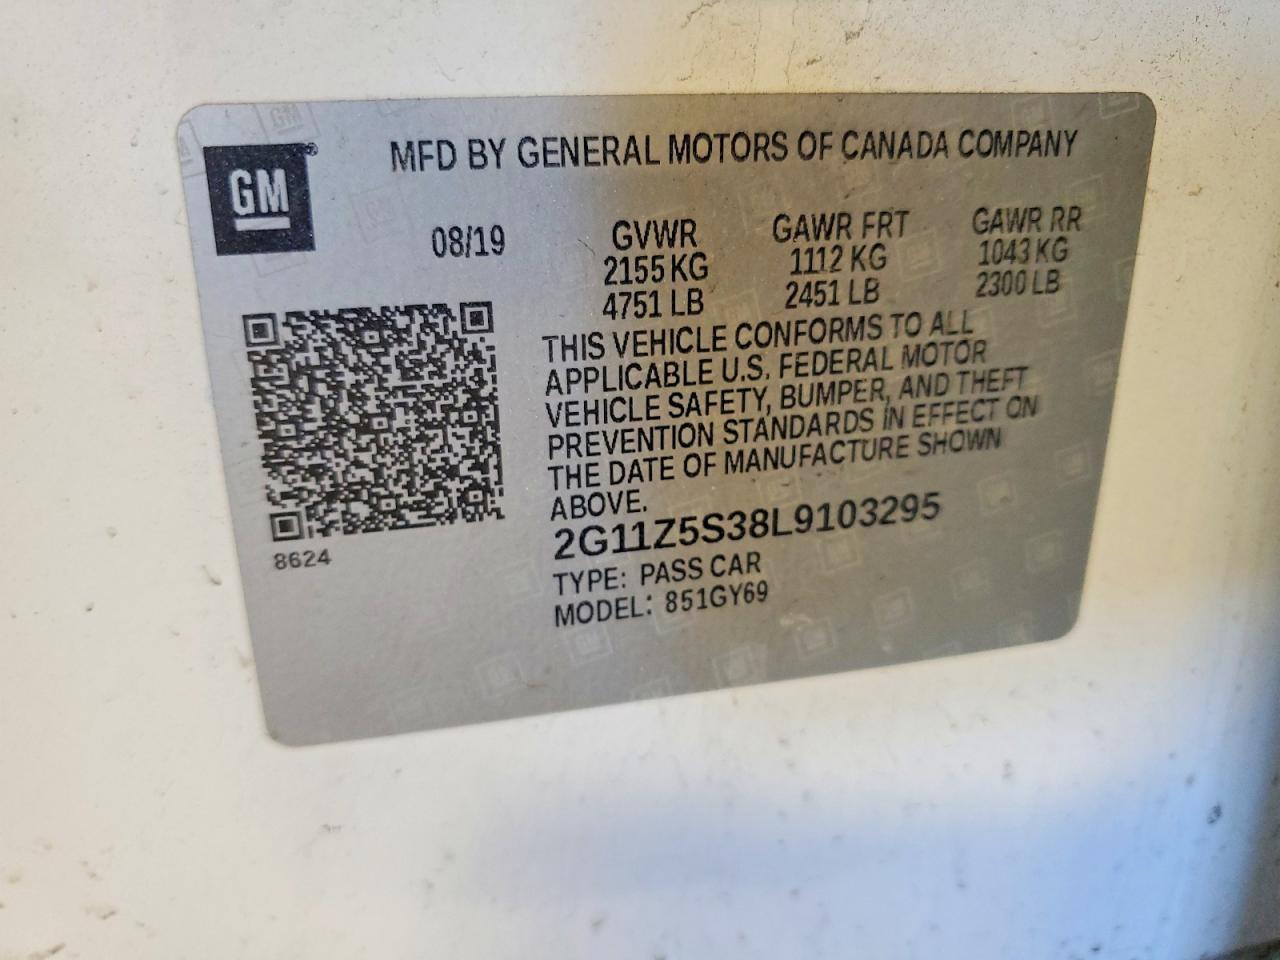 GM
MFD BY GENERAL MOTORS OF CANADA COMPANY
08/19
GVWR GAWR FRT GAWR RR
2155 KG 1112 KG 1043 KG
4751 LB 2451 LB 2300 LB
THIS VEHICLE CONFORMS TO ALL
APPLICABLE U.S. FEDERAL MOTOR
VEHICLE SAFETY, BUMPER, AND THEFT
PREVENTION STANDARDS IN EFFECT ON
THE DATE OF MANUFACTURE SHOWN
ABOVE.
2G11Z5S38L9103295
TYPE: PASS CAR
MODEL: 851GY69
8624